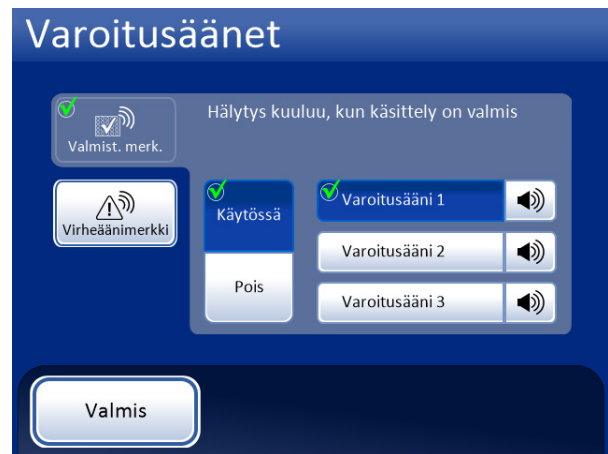 Varoitusäänet
Valmist. merk.
Hälytys kuuluu, kun käsittely on valmis
Virheäänimerkki
Käytössä
Pois
Varoitusääni 1
Varoitusääni 2
Varoitusääni 3
Valmis